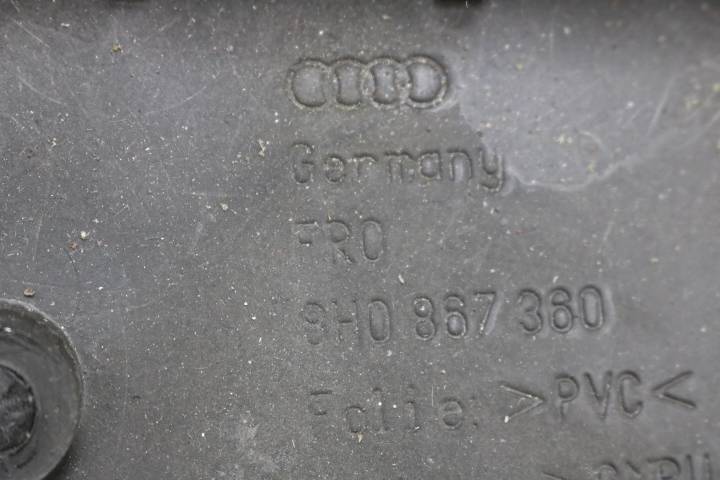 Germany
FRO
8H0 867 360
Folie: >PVC<